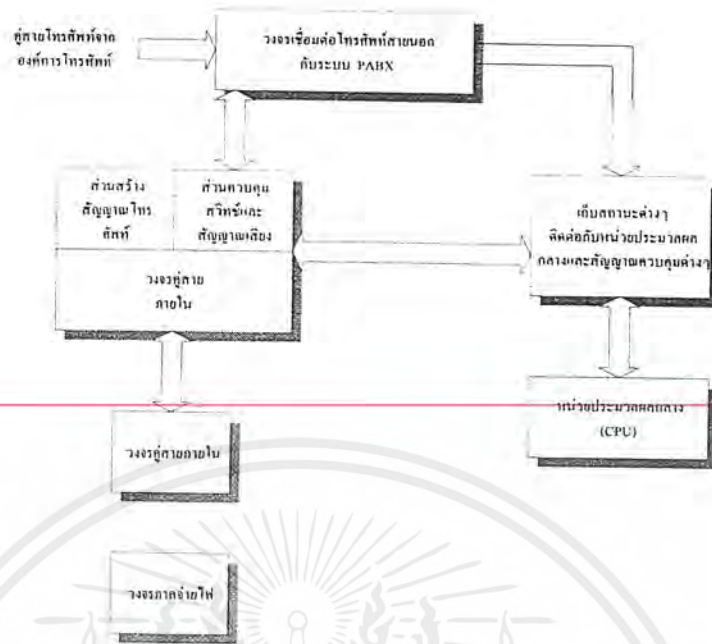 คู่สายโทรศัพท์จาก
องค์การโทรศัพท์
วงจรเชื่อมต่อโทรศัพท์สายนอก
กับระบบ PABX
ส่วนสร้าง
สัญญาณโทร
ศัพท์
ส่วนควบคุม
สวิทช์และ
สัญญาณเสียง
วงจรคู่สาย
ภายใน
เก็บสถานะต่างๆ
ติดต่อกับหน่วยประมวลผล
กลางและสัญญาณควบคุมต่างๆ
หน่วยประมวลผลกลาง
(CPU)
วงจรคู่สายภายใน
วงจรภาคจ่ายไฟ